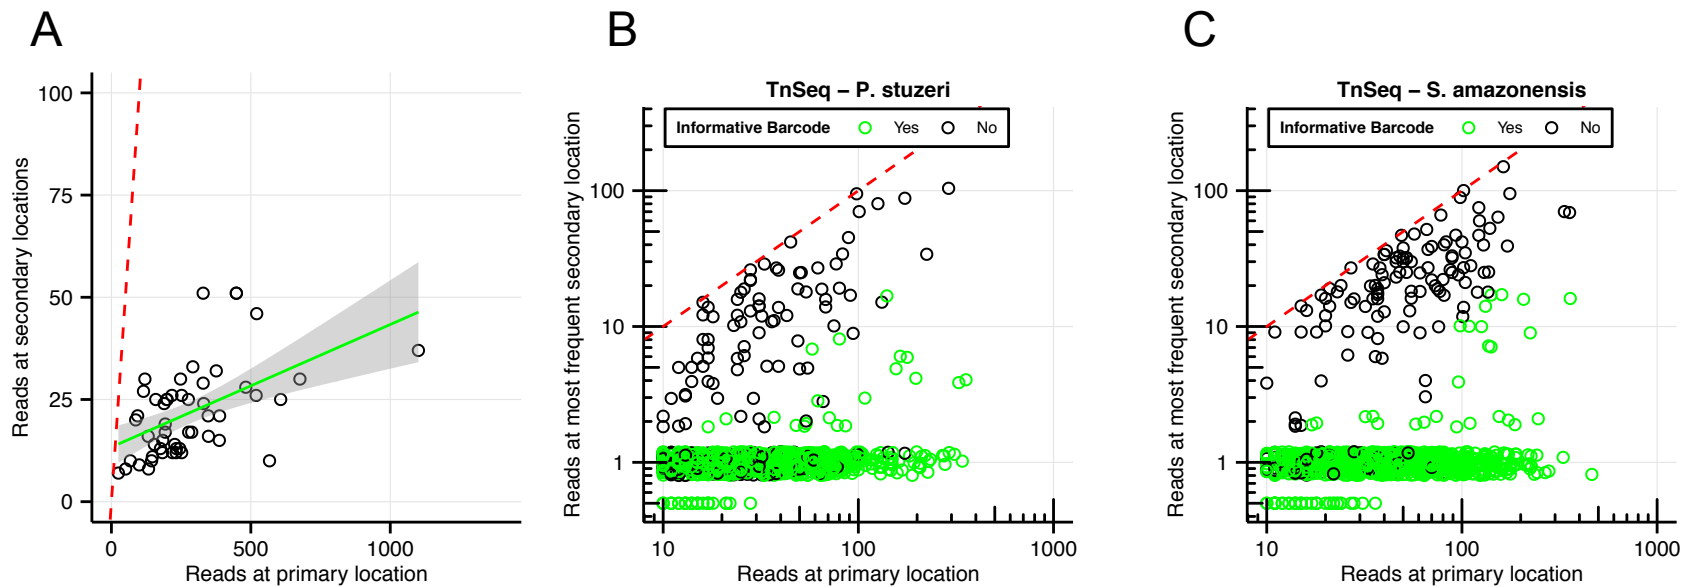 A
B
C
100
75
50
25
0
0
500
1000
Reads at secondary locations
Reads at primary location
TnSeq – P. stuzeri
Informative Barcode
Yes
No
100
10
1
10
100
1000
Reads at most frequent secondary location
Reads at primary location
TnSeq – S. amazonensis
Informative Barcode
Yes
No
100
10
1
10
100
1000
Reads at most frequent secondary location
Reads at primary location